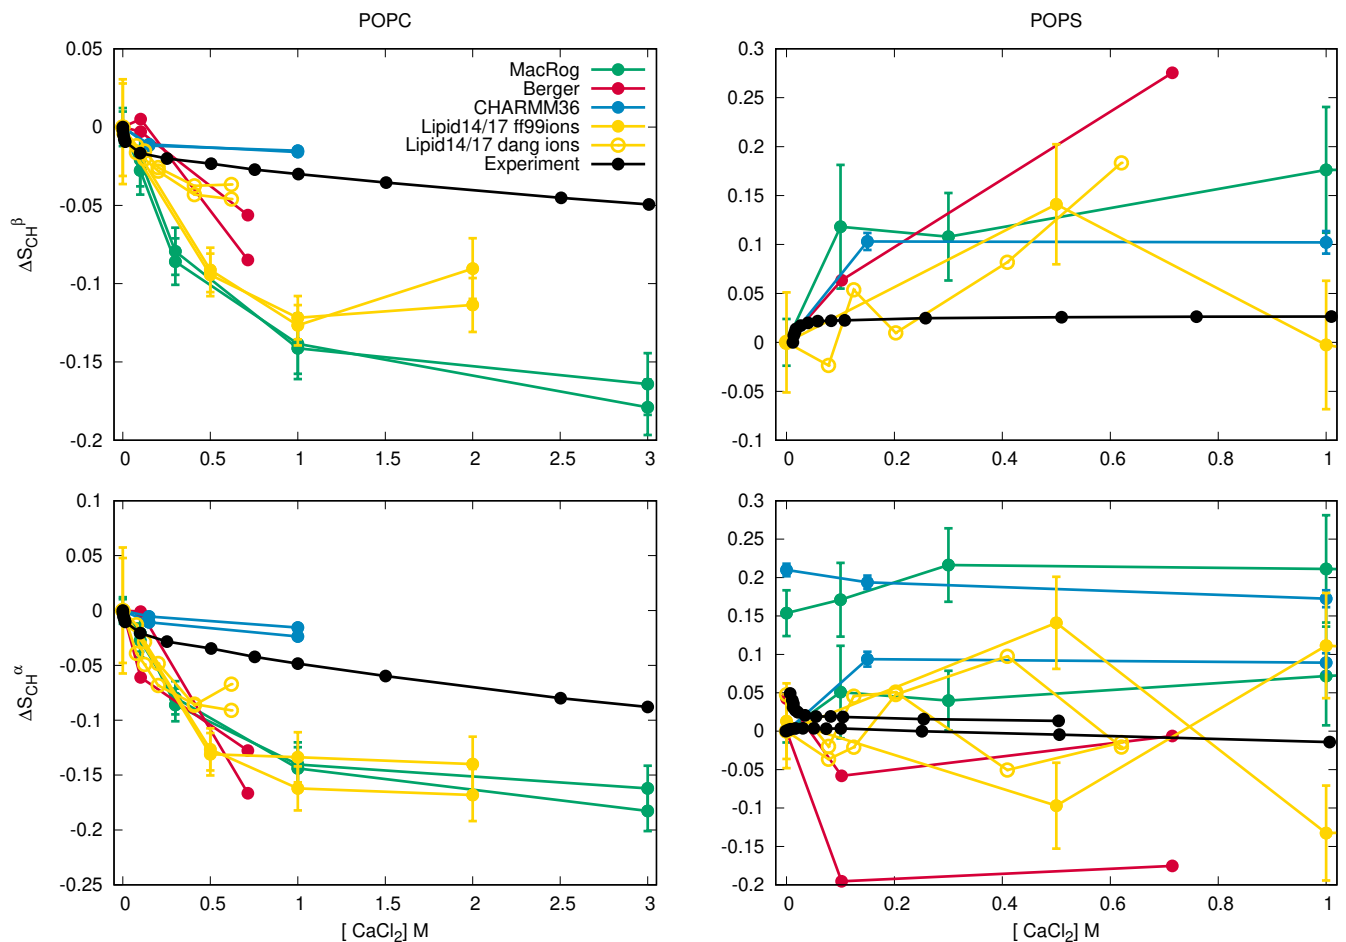 POPC
POPS
0.05
0
-0.05
-0.1
-0.15
-0.2
ΔS_CH^β
MacRog
Berger
CHARMM36
Lipid14/17 ff99ions
Lipid14/17 dang ions
Experiment
0 0.5 1 1.5 2 2.5 3
0.3
0.25
0.2
0.15
0.1
0.05
0
-0.05
-0.1
0 0.2 0.4 0.6 0.8 1
0.1
0.05
0
-0.05
-0.1
-0.15
-0.2
-0.25
ΔS_CH^α
0 0.5 1 1.5 2 2.5 3
[ CaCl₂] M
0.3
0.25
0.2
0.15
0.1
0.05
0
-0.05
-0.1
-0.15
-0.2
0 0.2 0.4 0.6 0.8 1
[ CaCl₂] M